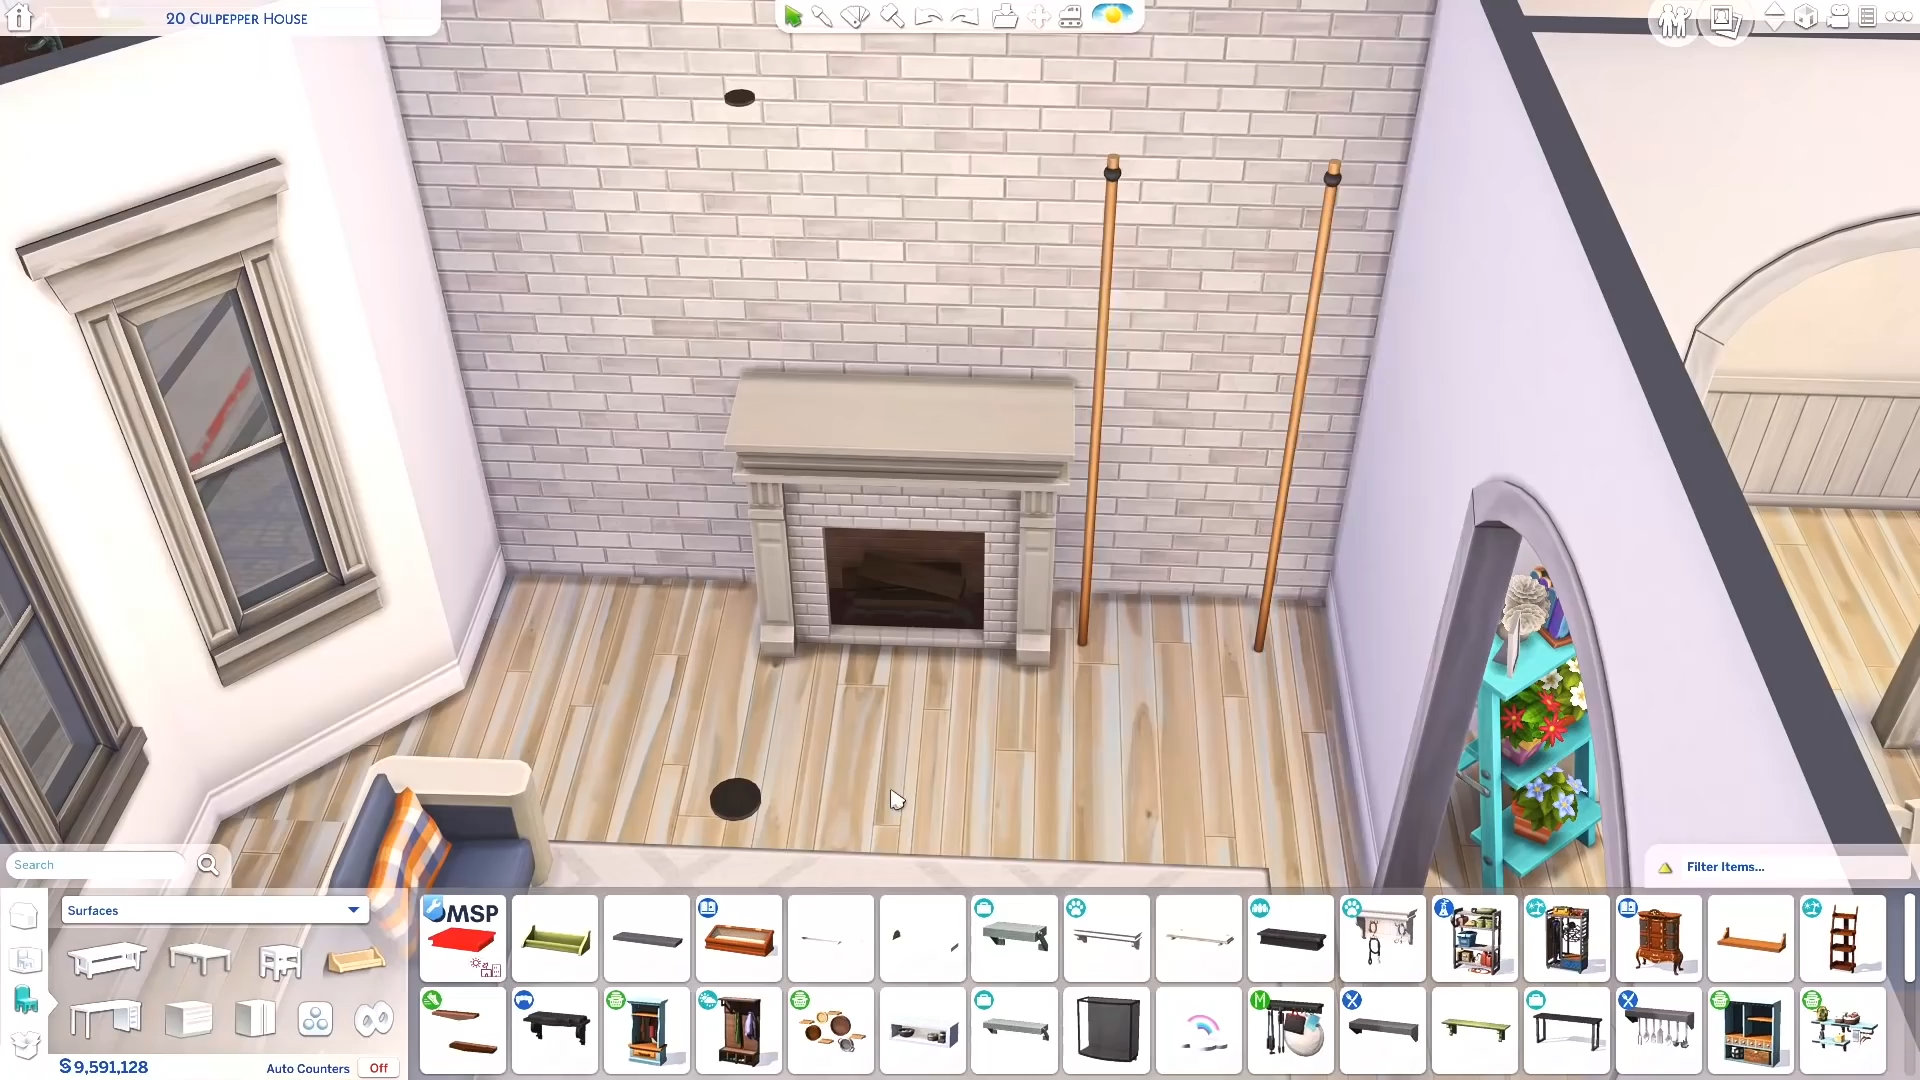 20 Culpepper House
Search
Filter Items...
Surfaces
MSP
M
§9,591,128
Auto Counters
Off